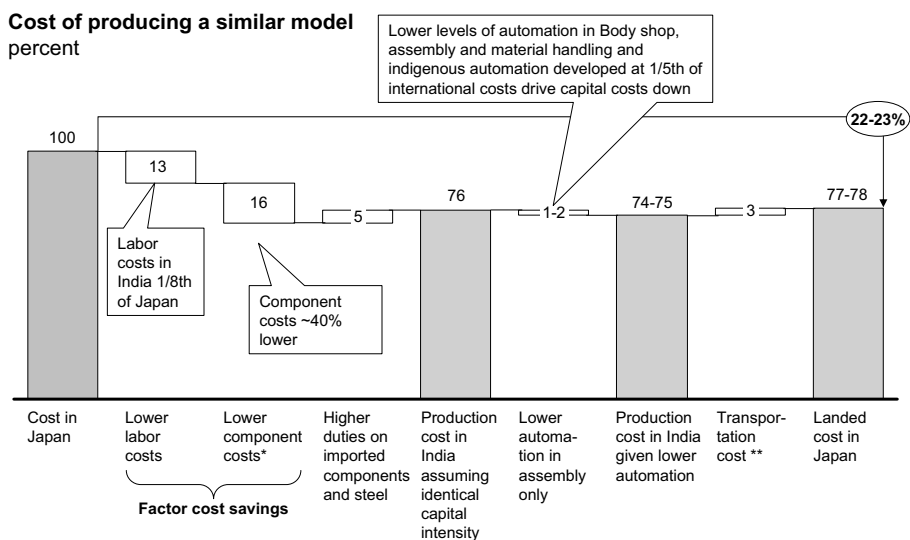 Cost of producing a similar model
percent
Lower levels of automation in Body shop,
assembly and material handling and
indigenous automation developed at 1/5th of
international costs drive capital costs down
22-23%
100
13
16
5
76
1-2
74-75
3
77-78
Labor
costs in
India 1/8th
of Japan
Component
costs ~40%
lower
Cost in
Japan
Lower
labor
costs
Lower
component
costs*
Higher
duties on
imported
components
and steel
Production
cost in
India
assuming
identical
capital
intensity
Lower
automa-
tion in
assembly
only
Production
cost in India
given lower
automation
Transpor-
tation
cost **
Landed
cost in
Japan
Factor cost savings